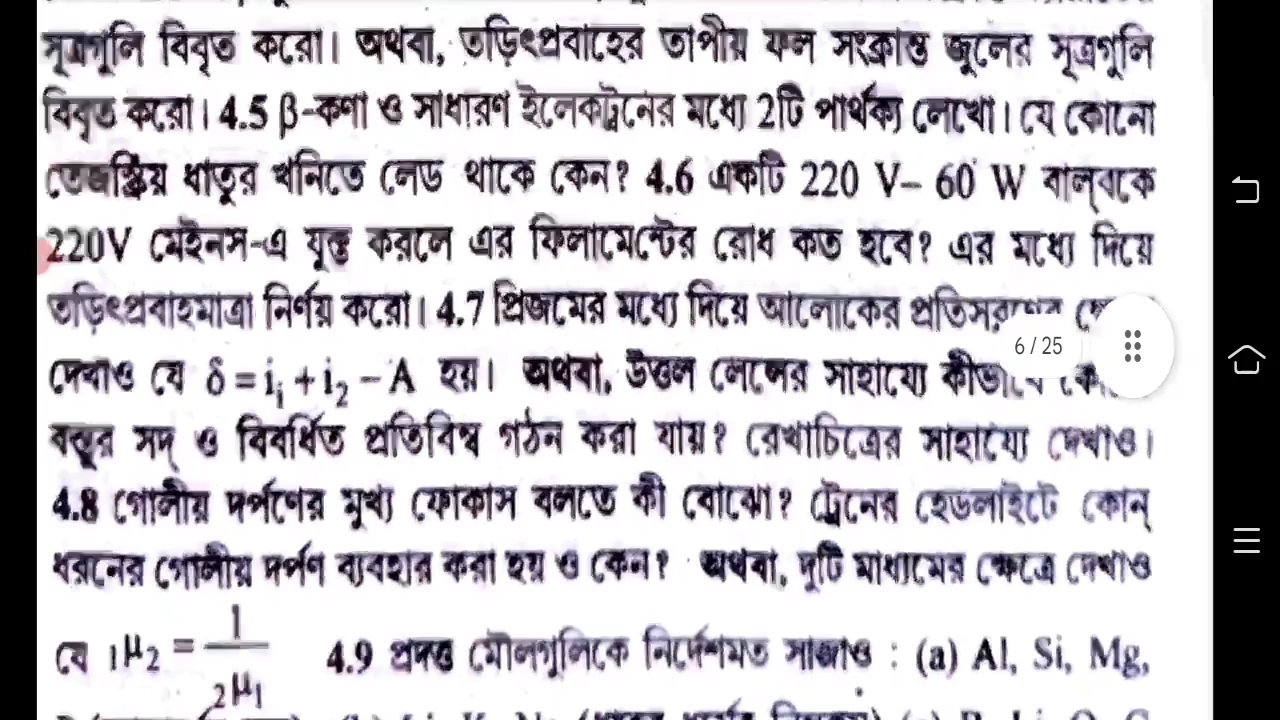 সূত্রগুলি বিবৃত করো। অথবা, তড়িৎপ্রবাহের তাপীয় ফল সংক্রান্ত জুলের সূত্রগুলি
বিবৃত করো। 4.5 β-কণা ও সাধারণ ইলেকট্রনের মধ্যে 2টি পার্থক্য লেখো। যে কোনো
তেজস্ক্রিয় ধাতুর খনিতে লেড থাকে কেন? 4.6 একটি 220 V– 60 W বাল্‌বকে
220V মেইনস-এ যুক্ত করলে এর ফিলামেন্টের রোধ কত হবে? এর মধ্যে দিয়ে
তড়িৎপ্রবাহমাত্রা নির্ণয় করো। 4.7 প্রিজমের মধ্যে দিয়ে আলোকের
6 / 25
দেখাও যে δ = i₁ + i₂ – A হয়। অথবা, উত্তল লেন্সের সাহায্যে কীভাবে
বস্তুর সদ্ ও বিবর্ধিত প্রতিবিম্ব গঠন করা যায়? রেখাচিত্রের সাহায্যে দেখাও।
4.8 গোলীয় দর্পণের মুখ্য ফোকাস বলতে কী বোঝো? ট্রেনের হেডলাইটে কোন্
ধরনের গোলীয় দর্পণ ব্যবহার করা হয় ও কেন? অথবা, দুটি মাধ্যমের ক্ষেত্রে দেখাও
যে ₁μ₂ = 1/₂μ₁ 4.9 প্রদত্ত মৌলগুলিকে নির্দেশমত সাজাও : (a) Al, Si, Mg,